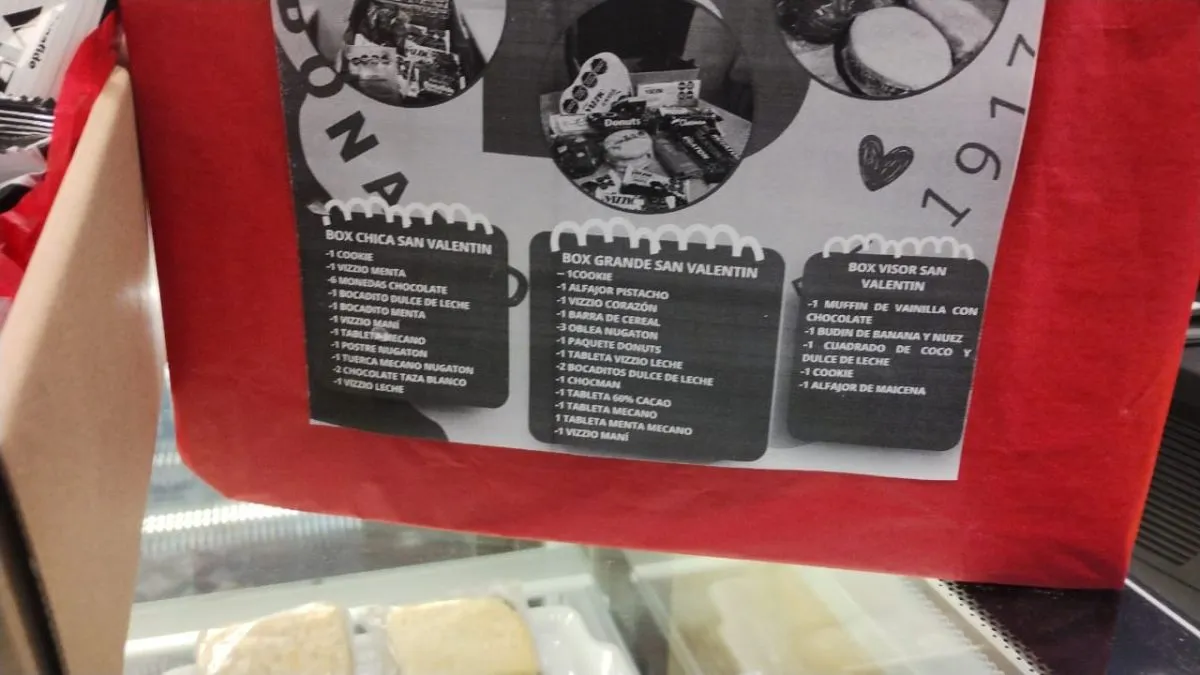 BONA
1917
Donuts
VIZZIO
BOX CHICA SAN VALENTIN
-1 COOKIE
-1 VIZZIO MENTA
-6 MONEDAS CHOCOLATE
-1 BOCADITO DULCE DE LECHE
-1 BOCADITO MENTA
-1 VIZZIO MANÍ
-1 TABLETA MECANO
-1 POSTRE NUGATON
-1 TUERCA MECANO NUGATON
-2 CHOCOLATE TAZA BLANCO
-1 VIZZIO LECHE
BOX GRANDE SAN VALENTIN
– 1COOKIE
-1 ALFAJOR PISTACHO
-1 VIZZIO CORAZÓN
-1 BARRA DE CEREAL
-3 OBLEA NUGATON
-1 PAQUETE DONUTS
-1 TABLETA VIZZIO LECHE
-2 BOCADITOS DULCE DE LECHE
-1 CHOCMAN
-1 TABLETA 60% CACAO
-1 TABLETA MECANO
1 TABLETA MENTA MECANO
-1 VIZZIO MANÍ
BOX VISOR SAN
VALENTIN
-1 MUFFIN DE VAINILLA CON
CHOCOLATE
-1 BUDIN DE BANANA Y NUEZ
-1 CUADRADO DE COCO Y
DULCE DE LECHE
-1 COOKIE
-1 ALFAJOR DE MAICENA